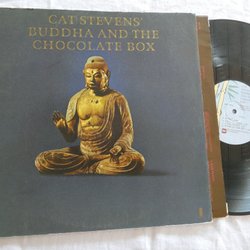 CAT STEVENS'
BUDDHA AND THE
CHOCOLATE BOX